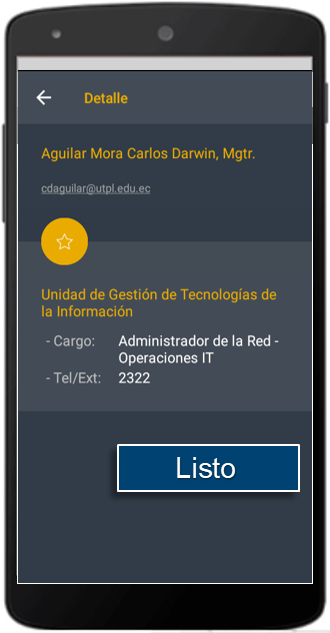 Detalle
Aguilar Mora Carlos Darwin, Mgtr.
cdaguilar@utpl.edu.ec
Unidad de Gestión de Tecnologías de
la Información
- Cargo: Administrador de la Red -
Operaciones IT
- Tel/Ext: 2322
Listo